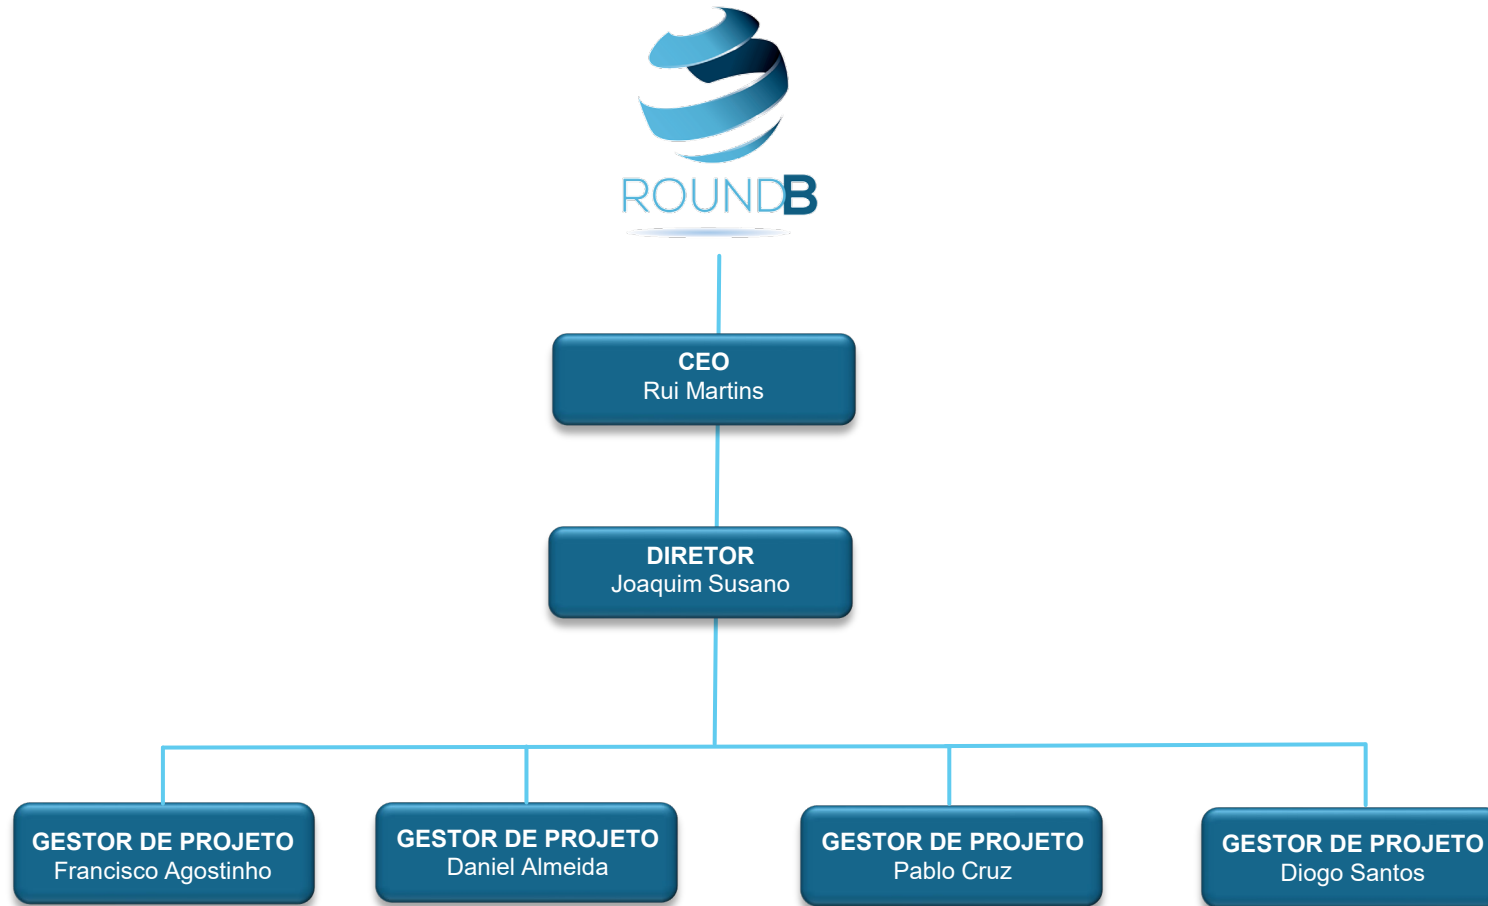 ROUNDB
CEO
Rui Martins
DIRETOR
Joaquim Susano
GESTOR DE PROJETO
Francisco Agostinho
GESTOR DE PROJETO
Daniel Almeida
GESTOR DE PROJETO
Pablo Cruz
GESTOR DE PROJETO
Diogo Santos